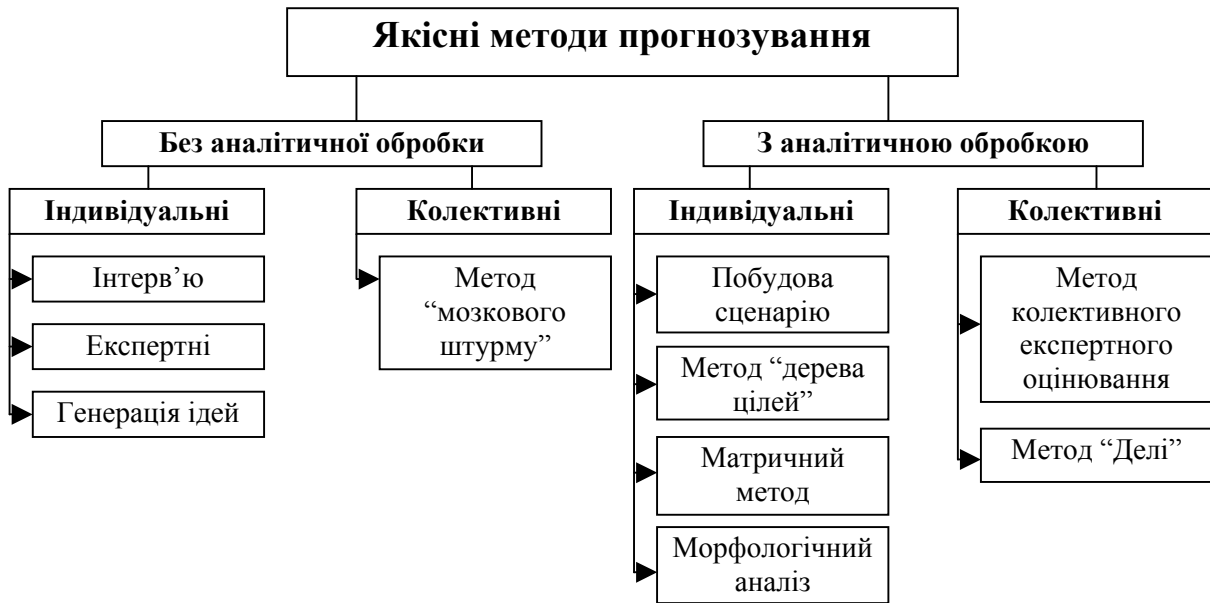 Якісні методи прогнозування
Без аналітичної обробки
Індивідуальні
Інтерв’ю
Експертні
Генерація ідей
Колективні
Метод
“мозкового
штурму”
З аналітичною обробкою
Індивідуальні
Побудова
сценарію
Метод “дерева
цілей”
Матричний
метод
Морфологічний
аналіз
Колективні
Метод
колективного
експертного
оцінювання
Метод “Делі”